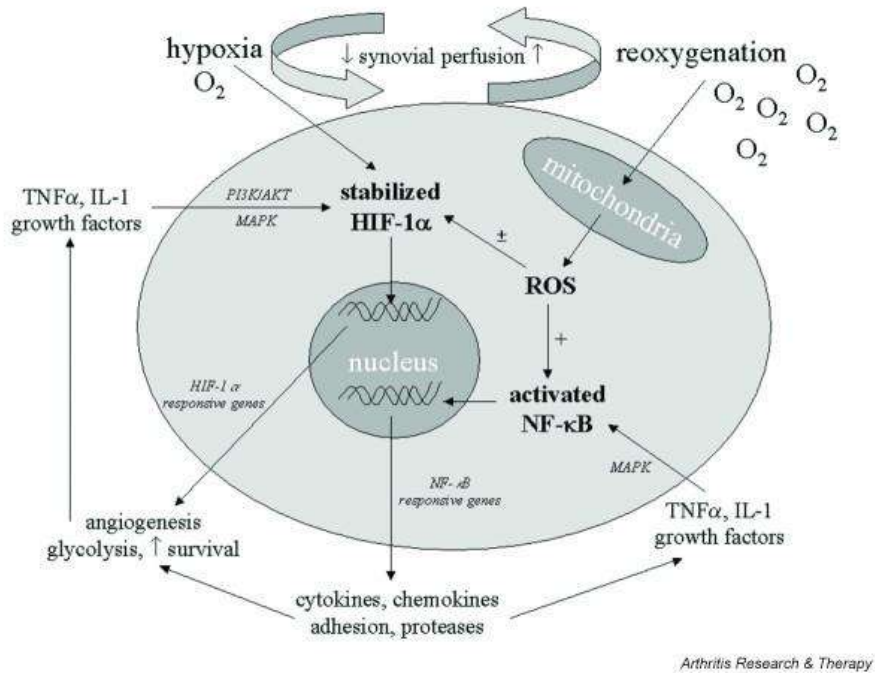 hypoxia
O2
↓ synovial perfusion ↑
reoxygenation
O2
O2 O2
O2
O2
mitochondria
TNFα, IL-1
growth factors
PI3K/AKT
MAPK
stabilized
HIF-1α
±
ROS
+
nucleus
HIF-1 α
responsive genes
activated
NF-κB
MAPK
NF-κB
responsive genes
TNFα, IL-1
growth factors
angiogenesis
glycolysis, ↑ survival
cytokines, chemokines
adhesion, proteases
Arthritis Research & Therapy